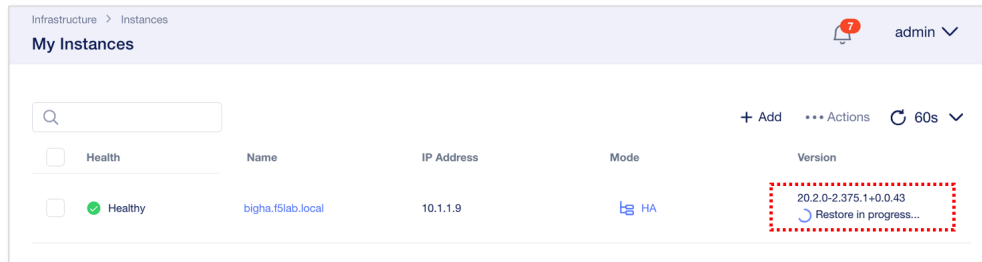 Infrastructure > Instances
My Instances
7
admin
+ Add
••• Actions
60s
Health Name IP Address Mode Version
Healthy bigha.f5lab.local 10.1.1.9 HA 20.2.0-2.375.1+0.0.43
Restore in progress...